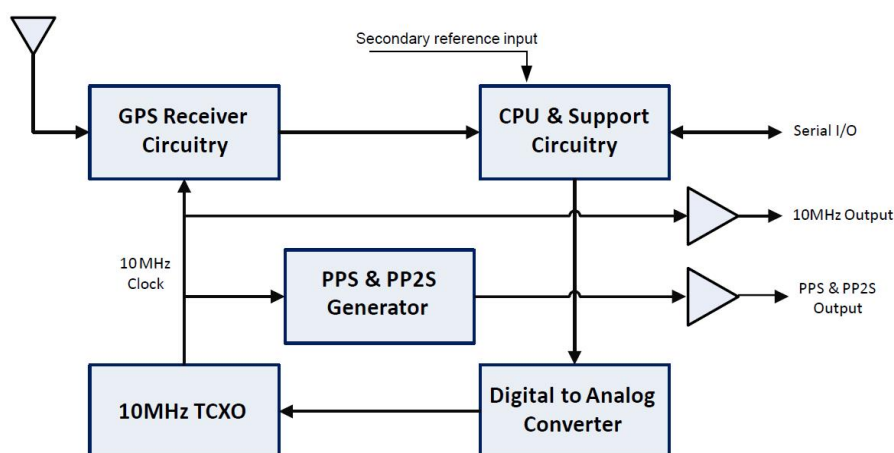 Secondary reference input
GPS Receiver
Circuitry
CPU & Support
Circuitry
Serial I/O
10MHz Output
10 MHz
Clock
PPS & PP2S
Generator
PPS & PP2S
Output
10MHz TCXO
Digital to Analog
Converter